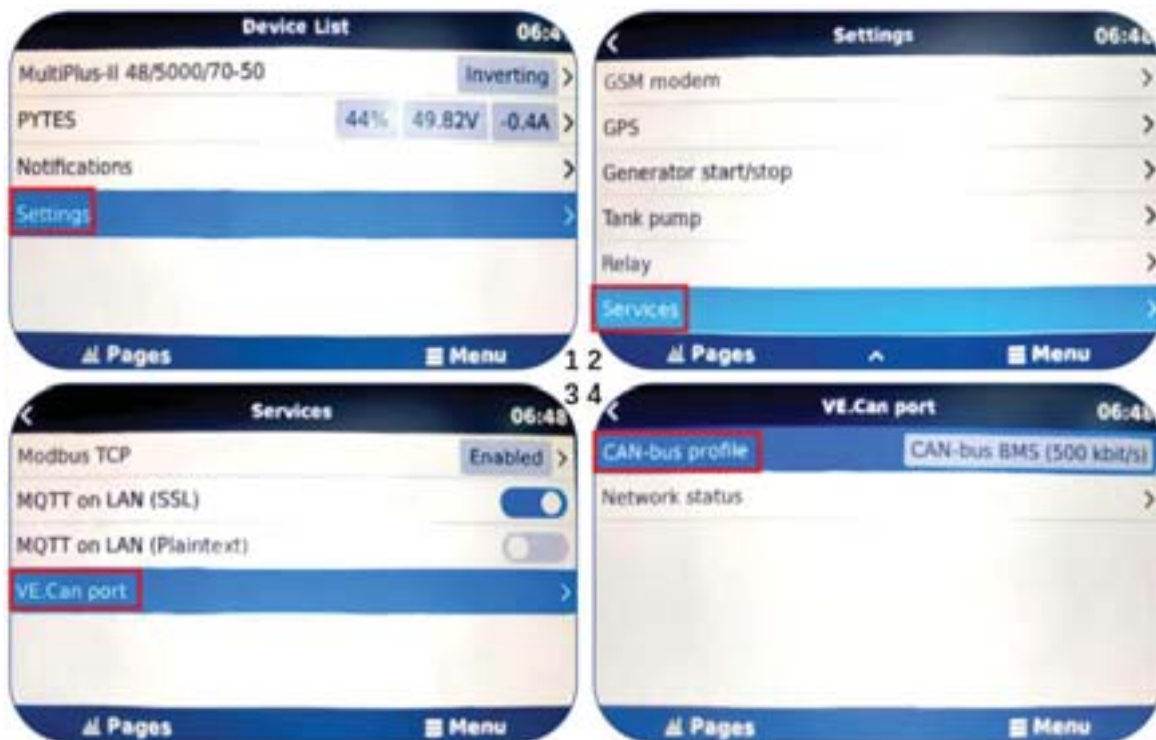 Device List 06:4
MultiPlus-II 48/5000/70-50 Inverting
PYTES 44% 49.82V -0.4A
Notifications
Settings
Pages Menu
Settings 06:48
GSM modem
GPS
Generator start/stop
Tank pump
Relay
Services
Pages Menu
1 2
3 4
Services 06:48
Modbus TCP Enabled
MQTT on LAN (SSL)
MQTT on LAN (Plaintext)
VE.Can port
Pages Menu
VE.Can port 06:48
CAN-bus profile CAN-bus BMS (500 kbit/s)
Network status
Pages Menu